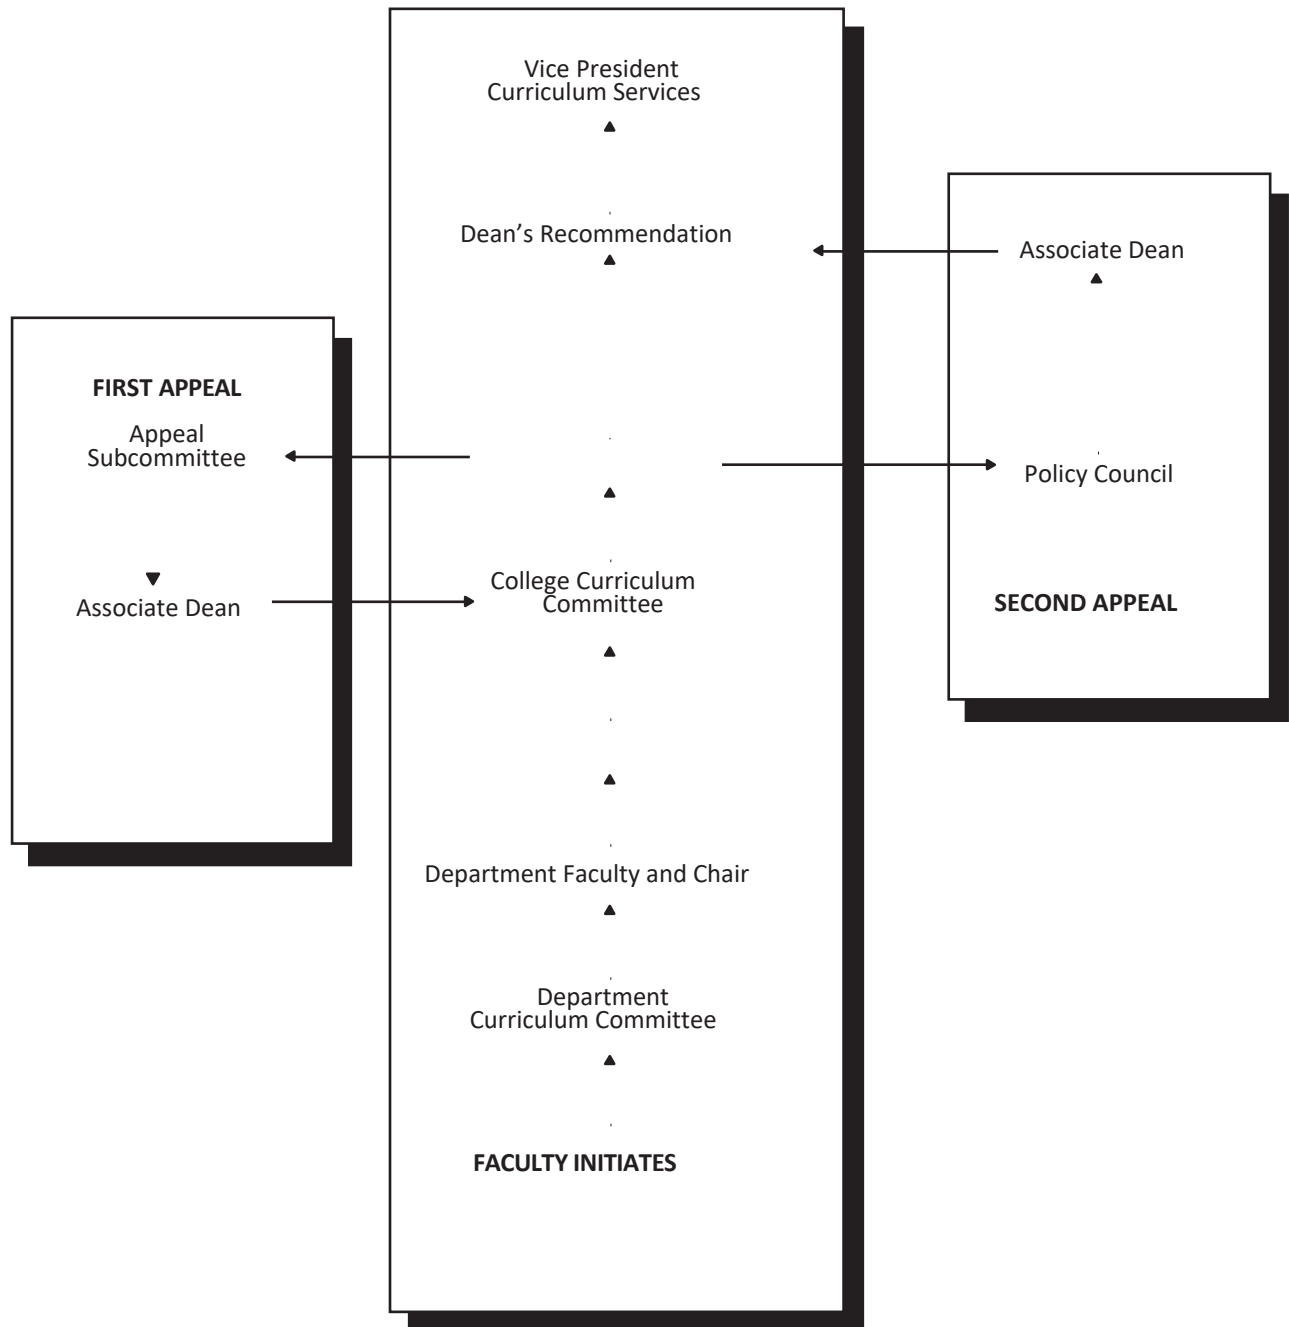 Vice President
Curriculum Services
Dean’s Recommendation
Associate Dean
FIRST APPEAL
Appeal
Subcommittee
Policy Council
College Curriculum
Committee
Associate Dean
SECOND APPEAL
Department Faculty and Chair
Department
Curriculum Committee
FACULTY INITIATES